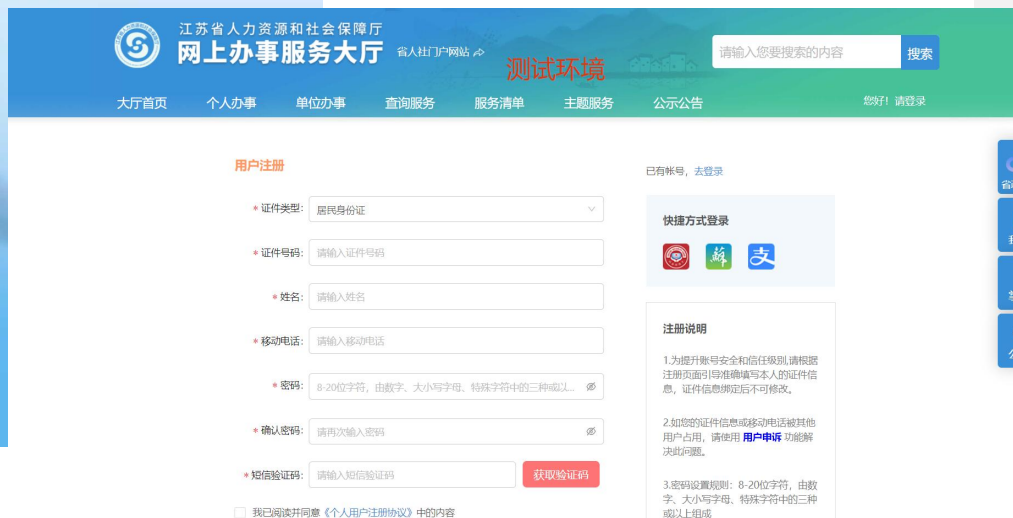 江苏省人力资源和社会保障厅
网上办事服务大厅 省人社门户网站
测试环境
请输入您要搜索的内容 搜索
大厅首页 个人办事 单位办事 查询服务 服务清单 主题服务 公示公告 您好！请登录
用户注册
* 证件类型: 居民身份证
* 证件号码: 请输入证件号码
* 姓名: 请输入姓名
* 移动电话: 请输入移动电话
* 密码: 8-20位字符，由数字、大小写字母、特殊字符中的三种或以...
* 确认密码: 请再次输入密码
* 短信验证码: 请输入短信验证码 获取验证码
我已阅读并同意《个人用户注册协议》中的内容
已有帐号，去登录
快捷方式登录
蘇 支
注册说明
1.为提升账号安全和信任级别,请根据
注册页面引导准确填写本人的证件信
息，证件信息绑定后不可修改。
2.如您的证件信息或移动电话被其他
用户占用，请使用 用户申诉 功能解
决此问题。
3.密码设置规则：8-20位字符，由数
字、大小写字母、特殊字符中的三种
或以上组成